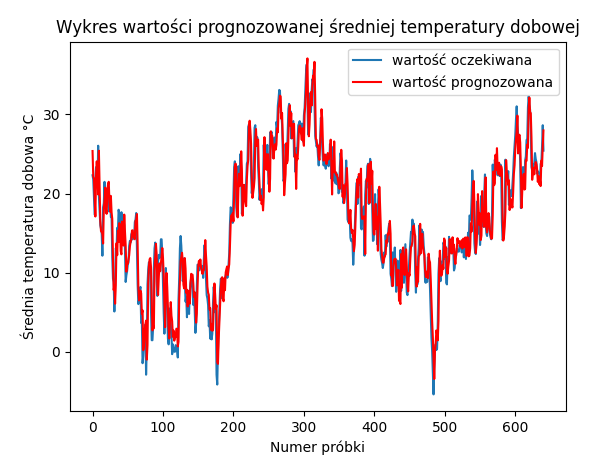 Wykres wartości prognozowanej średniej temperatury dobowej
wartość oczekiwana
wartość prognozowana
Średnia temperatura dobowa °C
30
20
10
0
0 100 200 300 400 500 600
Numer próbki